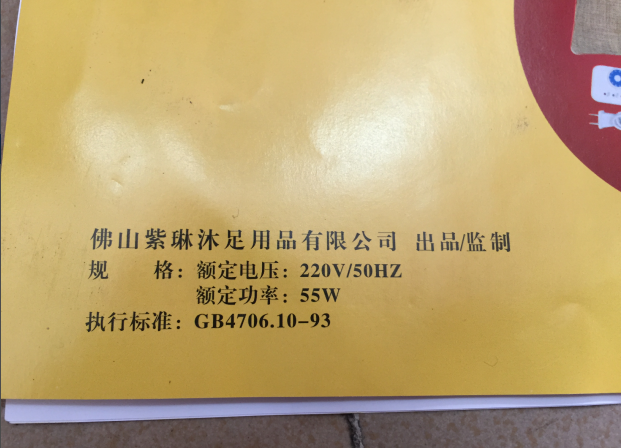 佛山紫琳沐足用品有限公司 出品/监制
规 格：额定电压：220V/50HZ
额定功率：55W
执行标准：GB4706.10-93